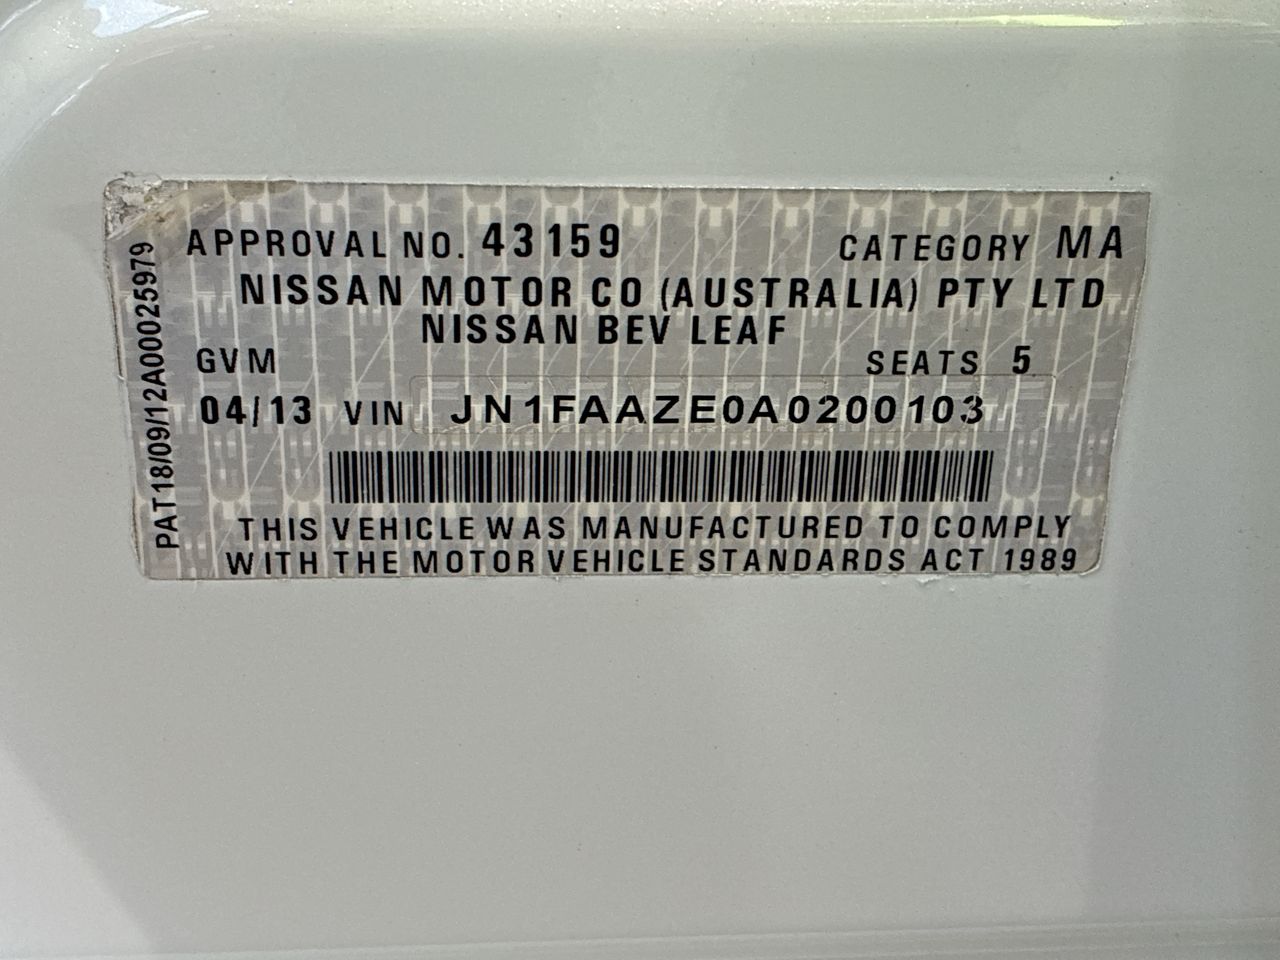 APPROVAL NO. 43159 CATEGORY MA
NISSAN MOTOR CO (AUSTRALIA) PTY LTD
NISSAN BEV LEAF
GVM SEATS 5
04/13 VIN JN1FAAZE0A0200103
THIS VEHICLE WAS MANUFACTURED TO COMPLY
WITH THE MOTOR VEHICLE STANDARDS ACT 1989
PAT18/09/12A00025979